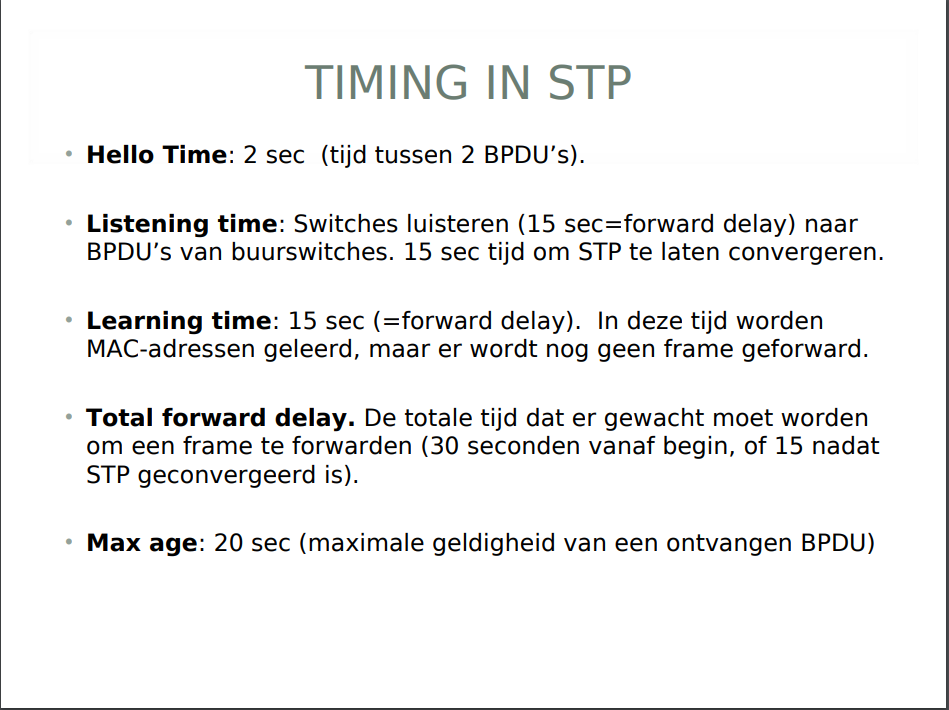 TIMING IN STP
• Hello Time: 2 sec  (tijd tussen 2 BPDU’s).
• Listening time: Switches luisteren (15 sec=forward delay) naar
BPDU’s van buurswitches. 15 sec tijd om STP te laten convergeren.
• Learning time: 15 sec (=forward delay).  In deze tijd worden
MAC-adressen geleerd, maar er wordt nog geen frame geforward.
• Total forward delay. De totale tijd dat er gewacht moet worden
om een frame te forwarden (30 seconden vanaf begin, of 15 nadat
STP geconvergeerd is).
• Max age: 20 sec (maximale geldigheid van een ontvangen BPDU)